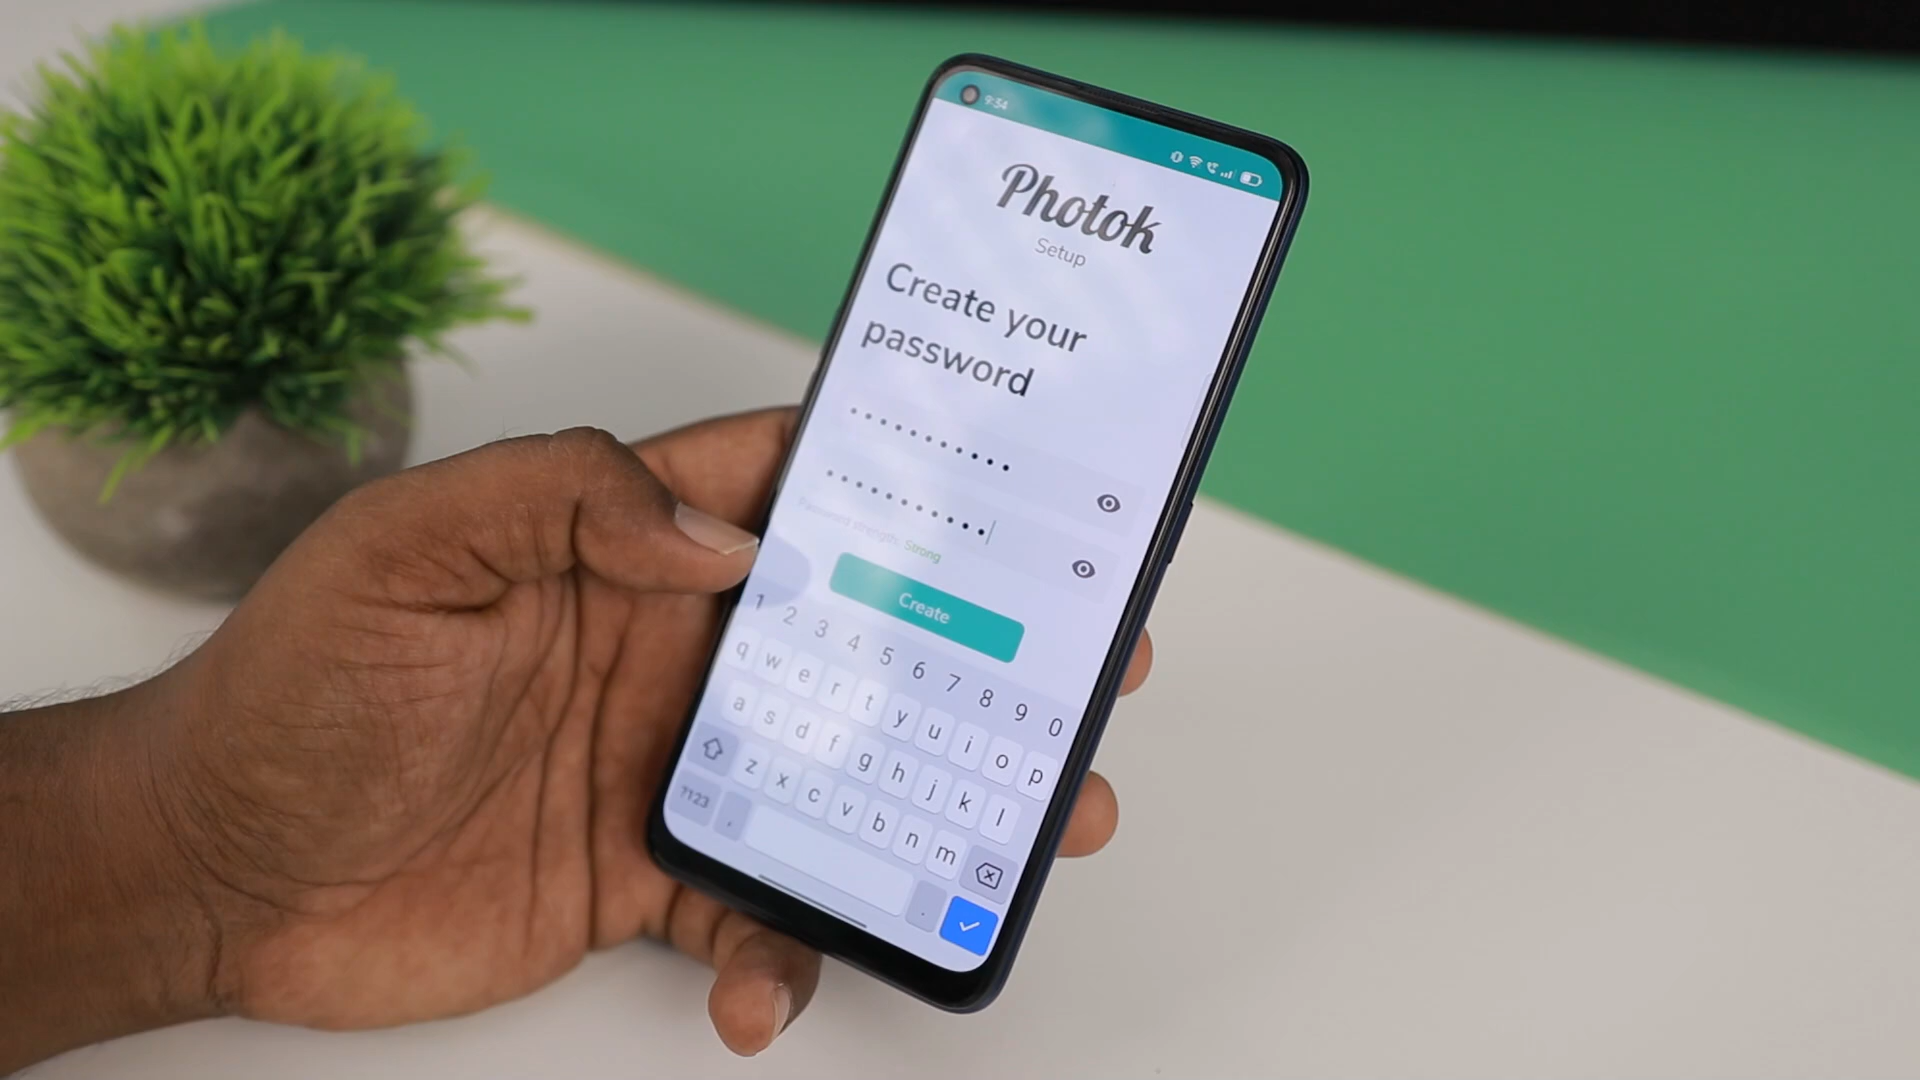 9:34
Photok
Setup
Create your
password
•••••••••••
•••••••••••
Password strength: Strong
Create
1 2 3 4 5 6 7 8 9 0
q w e r t y u i o p
a s d f g h j k l
z x c v b n m
?123 , .